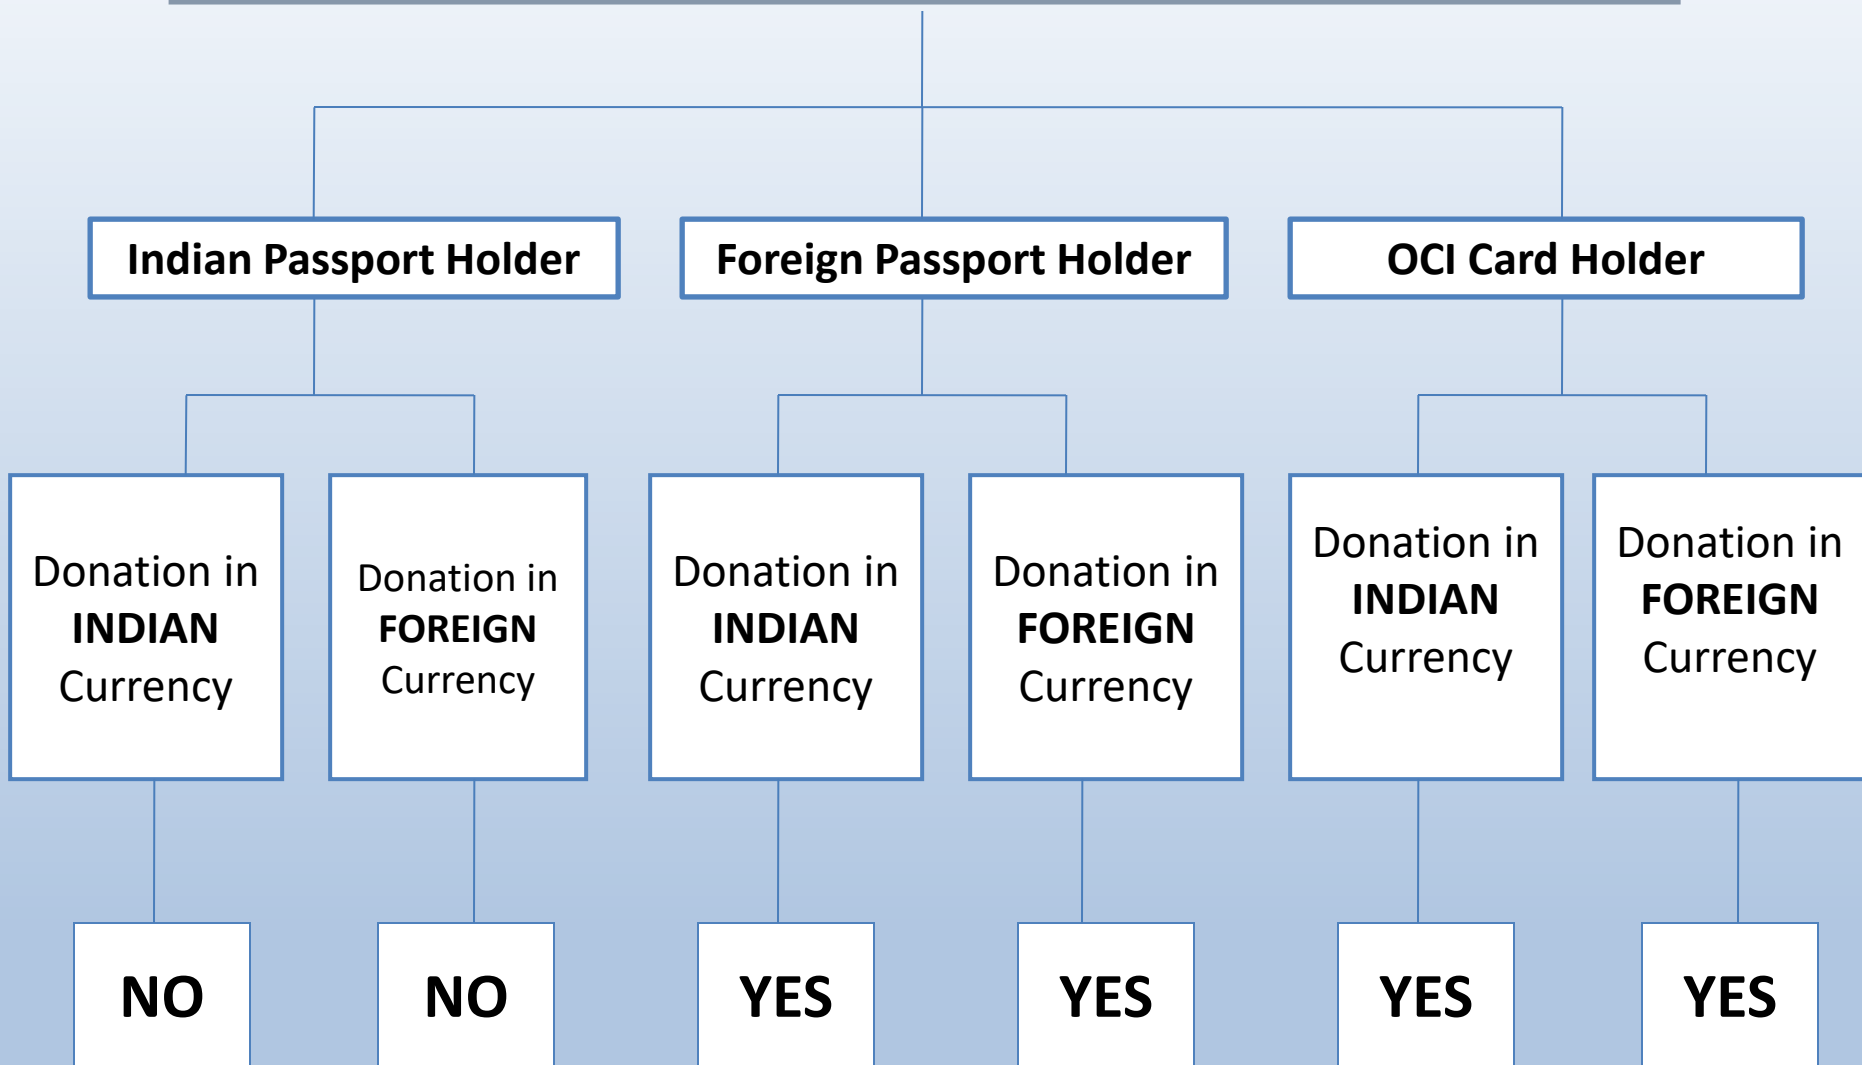 Indian Passport Holder
Foreign Passport Holder
OCI Card Holder
Donation in
INDIAN
Currency
Donation in
FOREIGN
Currency
Donation in
INDIAN
Currency
Donation in
FOREIGN
Currency
Donation in
INDIAN
Currency
Donation in
FOREIGN
Currency
NO
NO
YES
YES
YES
YES